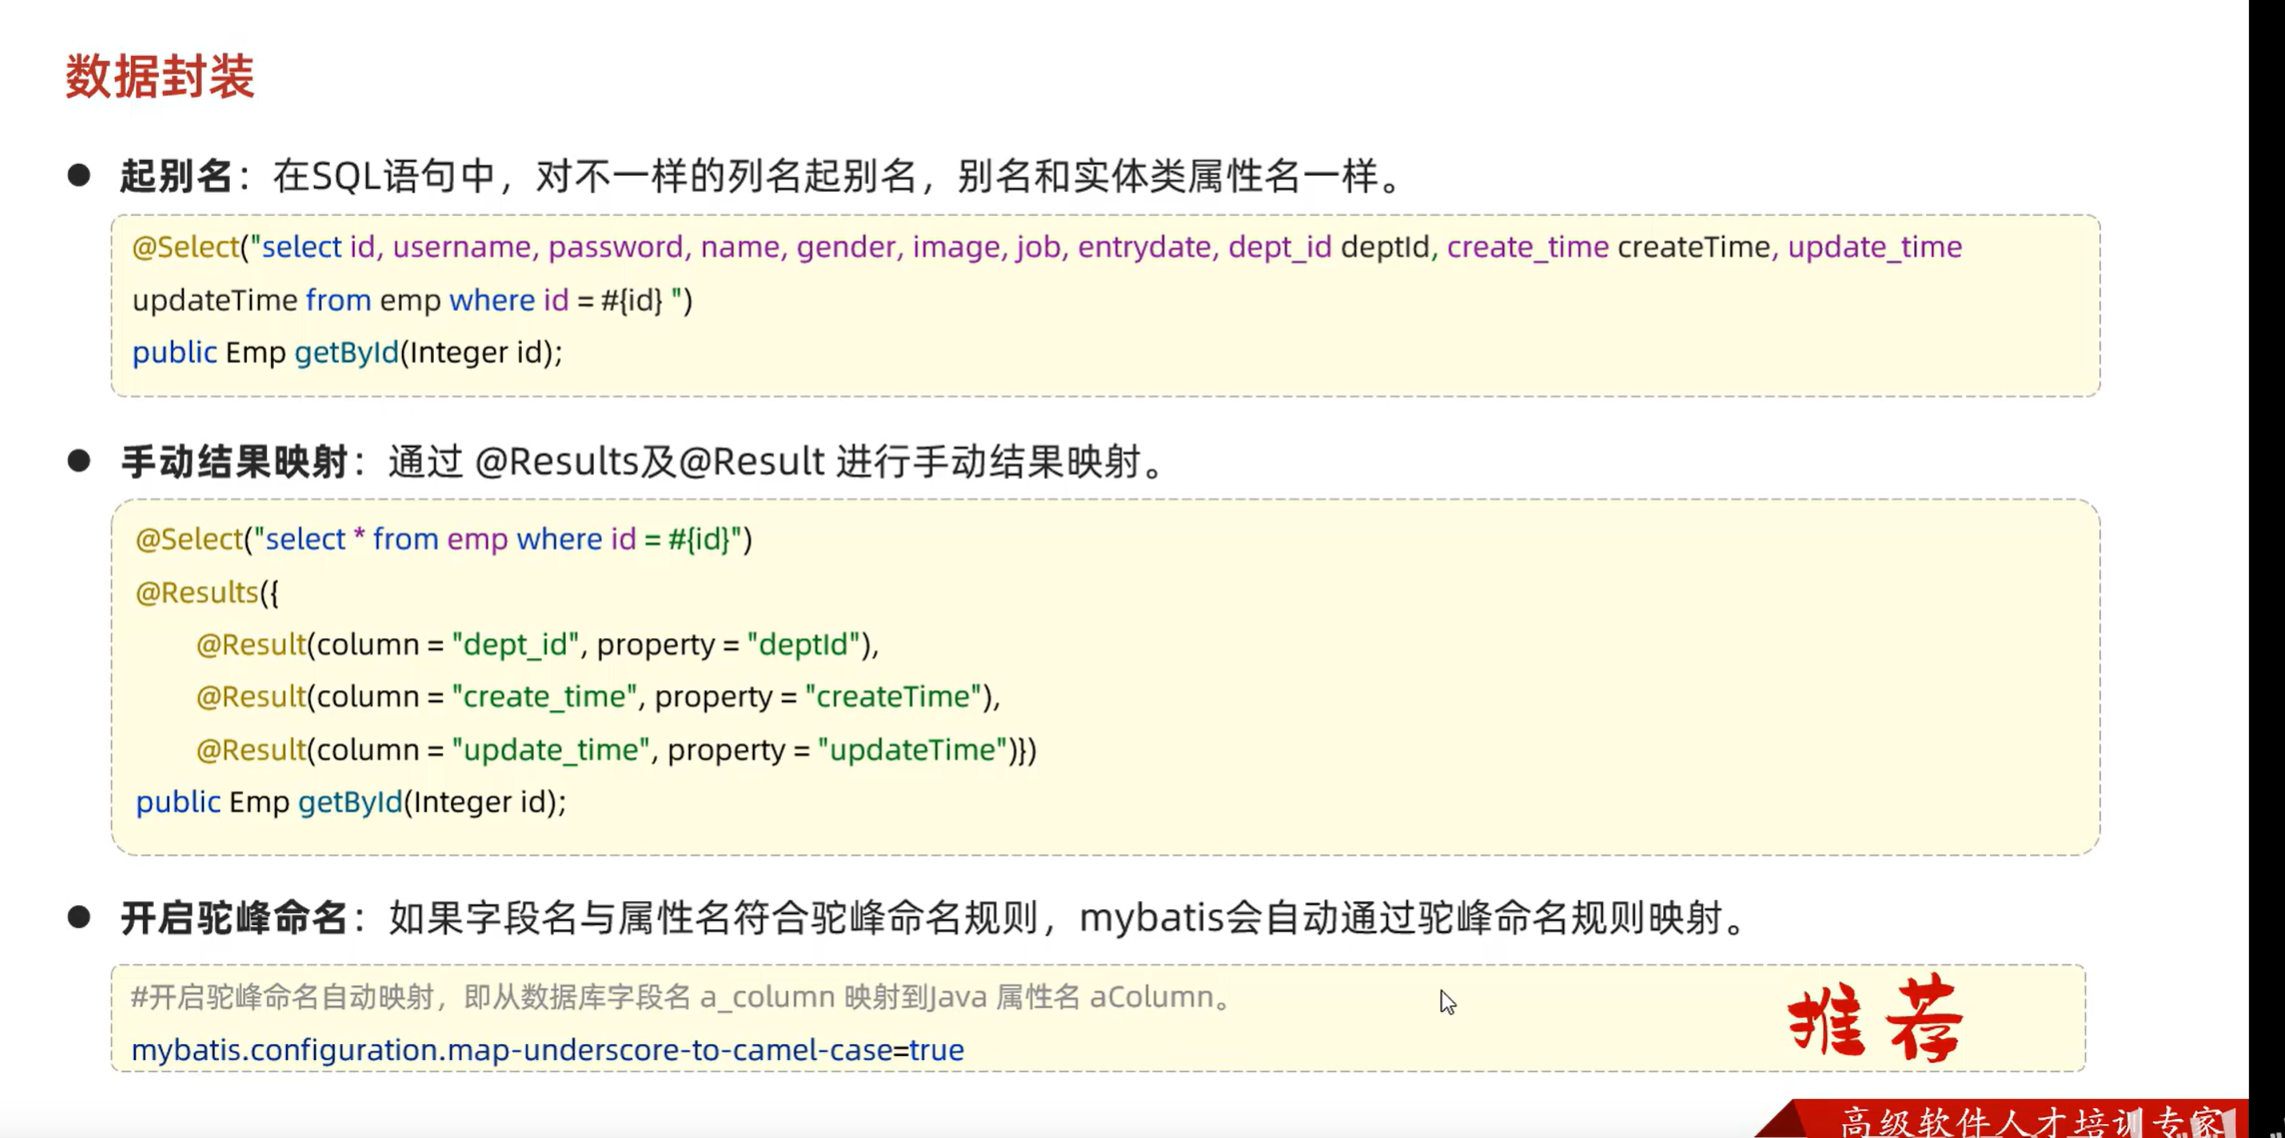 数据封装
● 起别名：在SQL语句中，对不一样的列名起别名，别名和实体类属性名一样。
@Select("select id, username, password, name, gender, image, job, entrydate, dept_id deptId, create_time createTime, update_time
updateTime from emp where id = #{id} ")
public Emp getById(Integer id);
● 手动结果映射：通过 @Results及@Result 进行手动结果映射。
@Select("select * from emp where id = #{id}")
@Results({
@Result(column = "dept_id", property = "deptId"),
@Result(column = "create_time", property = "createTime"),
@Result(column = "update_time", property = "updateTime")})
public Emp getById(Integer id);
● 开启驼峰命名：如果字段名与属性名符合驼峰命名规则，mybatis会自动通过驼峰命名规则映射。
#开启驼峰命名自动映射，即从数据库字段名 a_column 映射到Java 属性名 aColumn。
mybatis.configuration.map-underscore-to-camel-case=true
推荐
高级软件人才培训专家